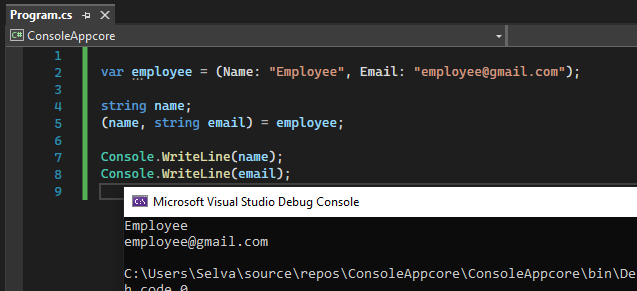 Program.cs
C# ConsoleAppcore
1
2 var employee = (Name: "Employee", Email: "employee@gmail.com");
3
4 string name;
5 (name, string email) = employee;
6
7 Console.WriteLine(name);
8 Console.WriteLine(email);
9
C:\ Microsoft Visual Studio Debug Console
Employee
employee@gmail.com
C:\Users\Selva\source\repos\ConsoleAppcore\ConsoleAppcore\bin\De
h code 0